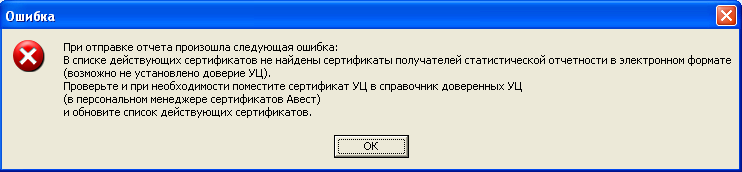 Ошибка
При отправке отчета произошла следующая ошибка:
В списке действующих сертификатов не найдены сертификаты получателей статистической отчетности в электронном формате
(возможно не установлено доверие УЦ).
Проверьте и при необходимости поместите сертификат УЦ в справочник доверенных УЦ
(в персональном менеджере сертификатов Авест)
и обновите список действующих сертификатов.
ОК